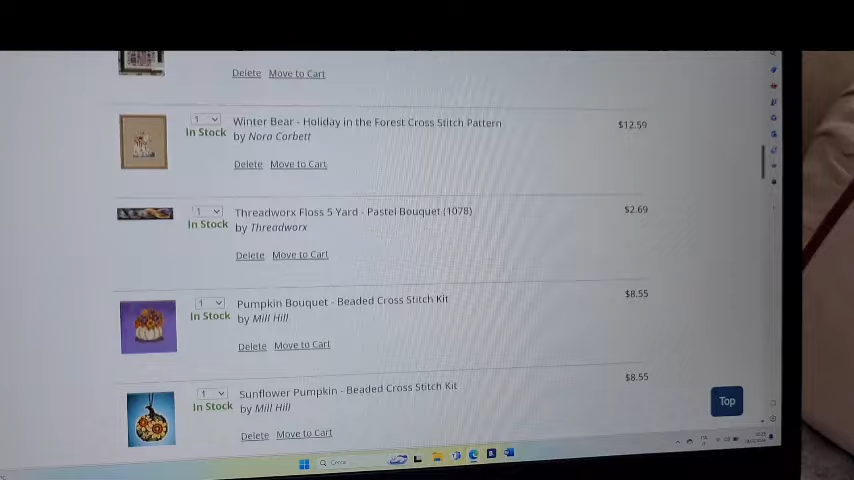 Delete Move to Cart
1
In Stock
Winter Bear - Holiday in the Forest Cross Stitch Pattern
by Nora Corbett
$12.59
Delete Move to Cart
1
In Stock
Threadworx Floss 5 Yard - Pastel Bouquet (1078)
by Threadworx
$2.69
Delete Move to Cart
1
In Stock
Pumpkin Bouquet - Beaded Cross Stitch Kit
by Mill Hill
$8.55
Delete Move to Cart
1
In Stock
Sunflower Pumpkin - Beaded Cross Stitch Kit
by Mill Hill
$8.55
Delete Move to Cart
Top
Cerca